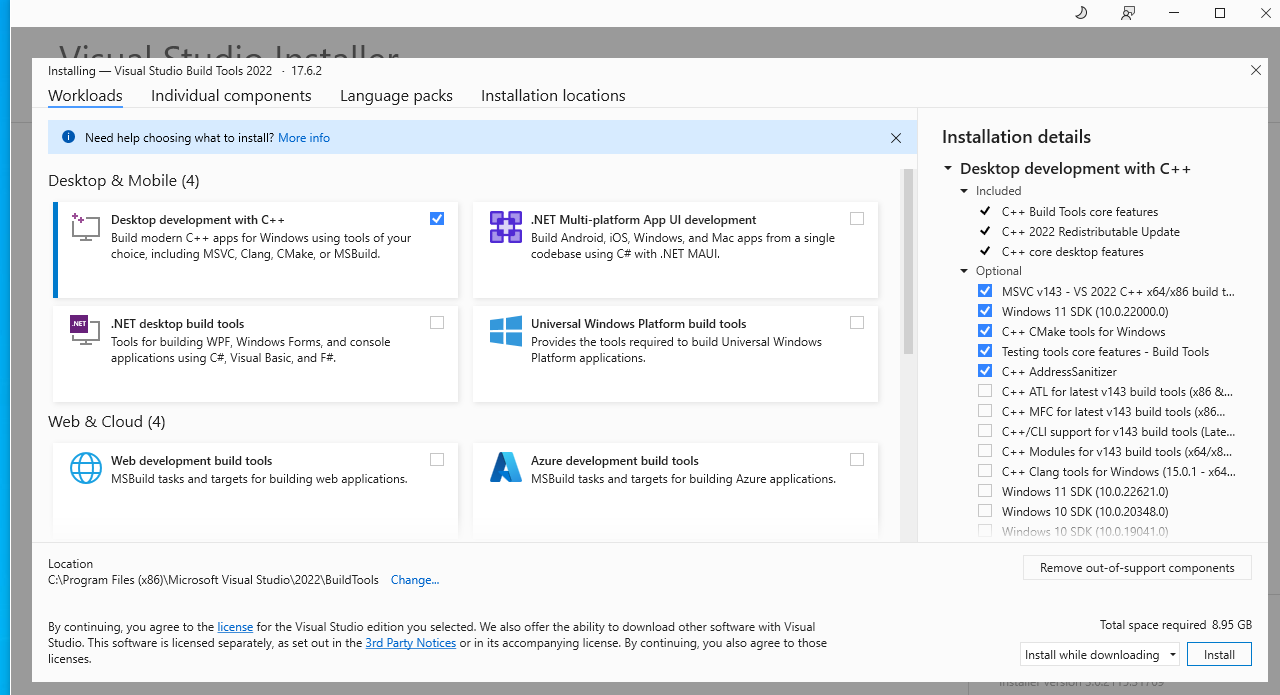 Visual Studio Installer
Installing — Visual Studio Build Tools 2022 · 17.6.2
Workloads Individual components Language packs Installation locations
Need help choosing what to install? More info
Desktop & Mobile (4)
Desktop development with C++
Build modern C++ apps for Windows using tools of your
choice, including MSVC, Clang, CMake, or MSBuild.
.NET Multi-platform App UI development
Build Android, iOS, Windows, and Mac apps from a single
codebase using C# with .NET MAUI.
.NET
.NET desktop build tools
Tools for building WPF, Windows Forms, and console
applications using C#, Visual Basic, and F#.
Universal Windows Platform build tools
Provides the tools required to build Universal Windows
Platform applications.
Web & Cloud (4)
Web development build tools
MSBuild tasks and targets for building web applications.
Azure development build tools
MSBuild tasks and targets for building Azure applications.
Installation details
Desktop development with C++
Included
C++ Build Tools core features
C++ 2022 Redistributable Update
C++ core desktop features
Optional
MSVC v143 - VS 2022 C++ x64/x86 build t...
Windows 11 SDK (10.0.22000.0)
C++ CMake tools for Windows
Testing tools core features - Build Tools
C++ AddressSanitizer
C++ ATL for latest v143 build tools (x86 &...
C++ MFC for latest v143 build tools (x86...
C++/CLI support for v143 build tools (Late...
C++ Modules for v143 build tools (x64/x8...
C++ Clang tools for Windows (15.0.1 - x64...
Windows 11 SDK (10.0.22621.0)
Windows 10 SDK (10.0.20348.0)
Windows 10 SDK (10.0.19041.0)
Location
C:\Program Files (x86)\Microsoft Visual Studio\2022\BuildTools Change...
Remove out-of-support components
By continuing, you agree to the license for the Visual Studio edition you selected. We also offer the ability to download other software with Visual
Studio. This software is licensed separately, as set out in the 3rd Party Notices or in its accompanying license. By continuing, you also agree to those
licenses.
Total space required 8.95 GB
Install while downloading
Install